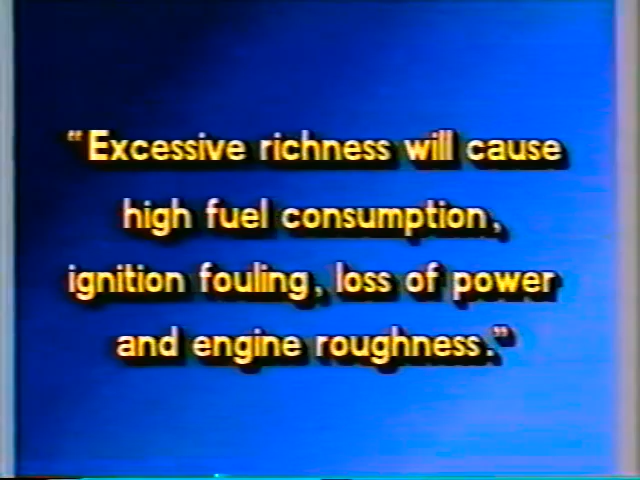 "Excessive richness will cause
high fuel consumption,
ignition fouling, loss of power
and engine roughness."